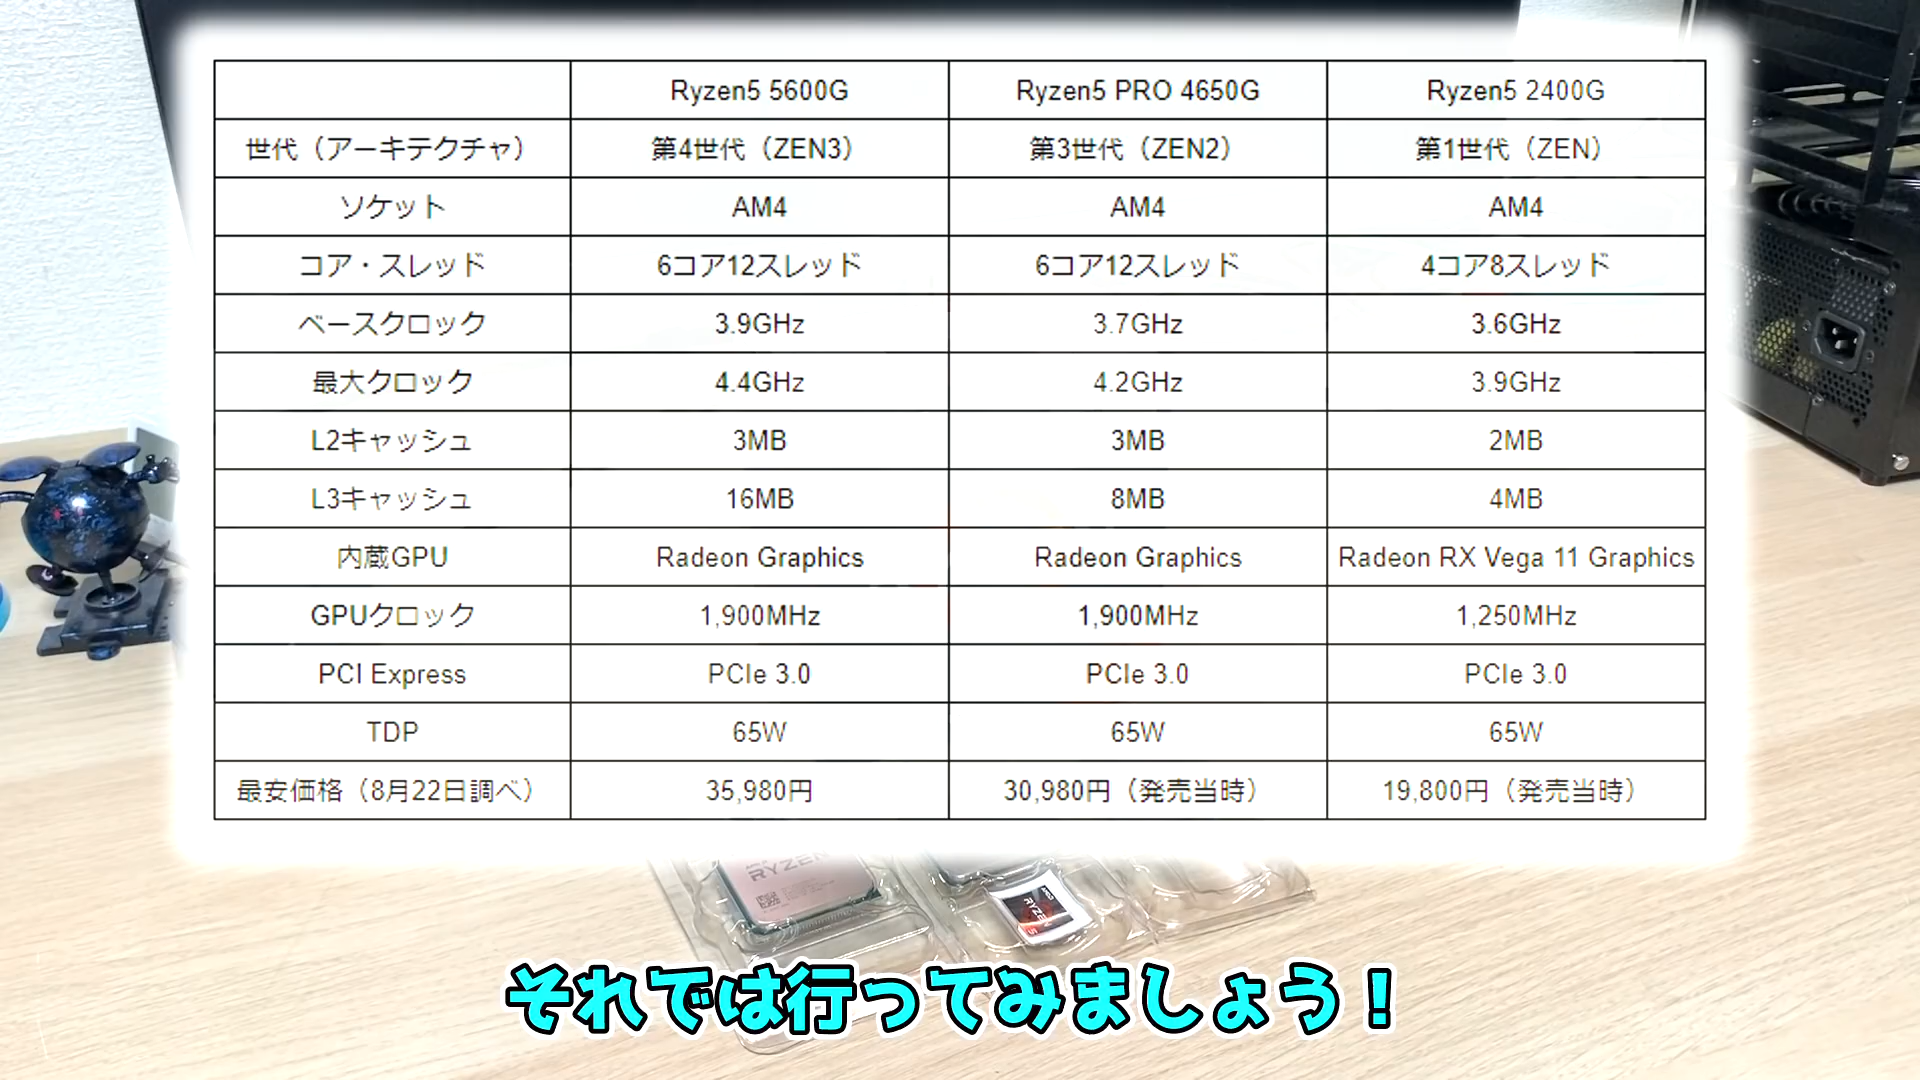 Ryzen5 5600G Ryzen5 PRO 4650G Ryzen5 2400G
世代（アーキテクチャ） 第4世代（ZEN3） 第3世代（ZEN2） 第1世代（ZEN）
ソケット AM4 AM4 AM4
コア・スレッド 6コア12スレッド 6コア12スレッド 4コア8スレッド
ベースクロック 3.9GHz 3.7GHz 3.6GHz
最大クロック 4.4GHz 4.2GHz 3.9GHz
L2キャッシュ 3MB 3MB 2MB
L3キャッシュ 16MB 8MB 4MB
内蔵GPU Radeon Graphics Radeon Graphics Radeon RX Vega 11 Graphics
GPUクロック 1,900MHz 1,900MHz 1,250MHz
PCI Express PCIe 3.0 PCIe 3.0 PCIe 3.0
TDP 65W 65W 65W
最安価格（8月22日調べ） 35,980円 30,980円（発売当時） 19,800円（発売当時）
RYZEN
RYZEN
5
それでは行ってみましょう！